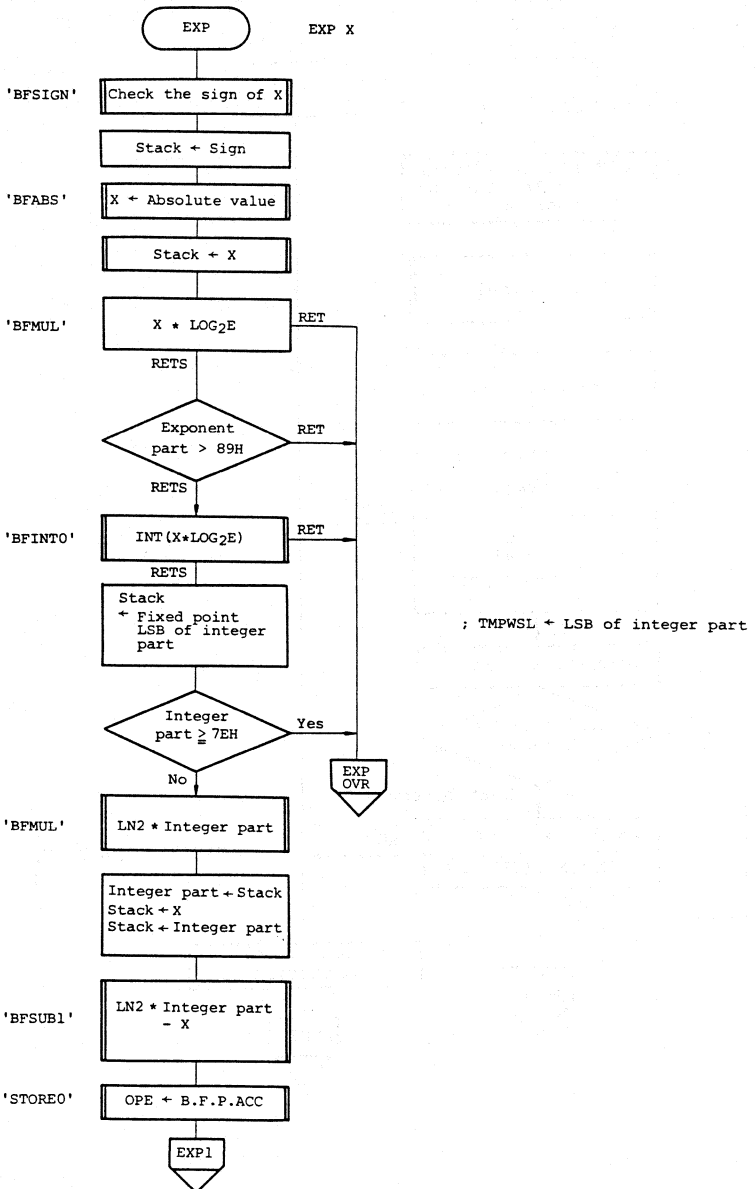 EXP EXP X
'BFSIGN' Check the sign of X
Stack ← Sign
'BFABS' X ← Absolute value
Stack ← X
'BFMUL' X * LOG2E RET
RETS
Exponent RET
part > 89H
RETS
'BFINT0' INT(X*LOG2E) RET
RETS
Stack
← Fixed point
LSB of integer
part
; TMPWSL ← LSB of integer part
Integer Yes
part ≧ 7EH
No
EXP
OVR
'BFMUL' LN2 * Integer part
Integer part ← Stack
Stack ← X
Stack ← Integer part
'BFSUB1' LN2 * Integer part
- X
'STORE0' OPE ← B.F.P.ACC
EXP1